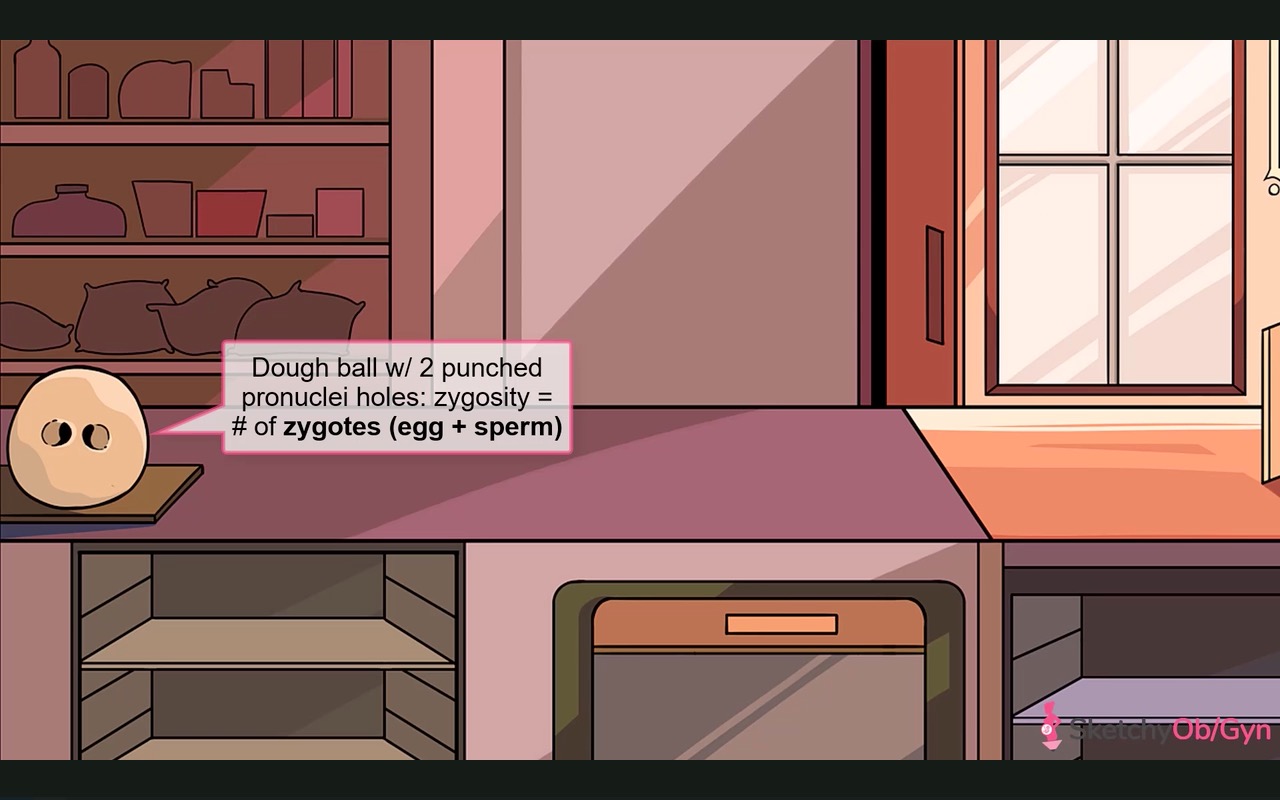 Dough ball w/ 2 punched
pronuclei holes: zygosity =
# of zygotes (egg + sperm)
SketchyOb/Gyn